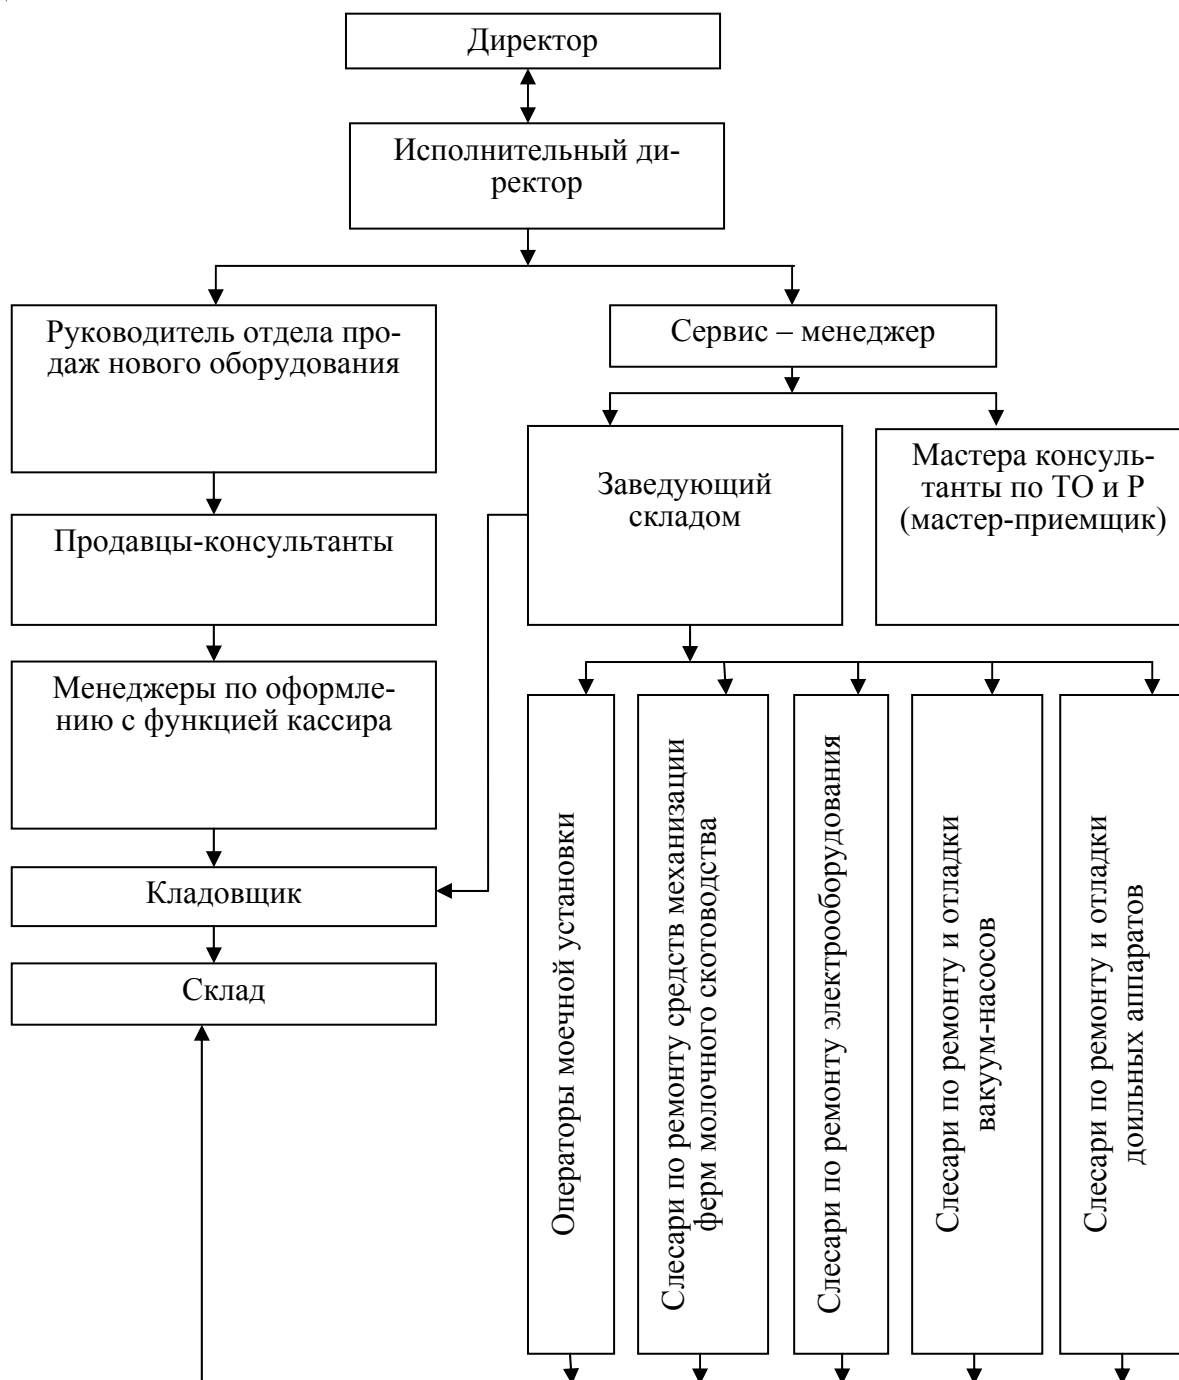 Директор
Исполнительный ди-
ректор
Руководитель отдела про-
даж нового оборудования
Сервис – менеджер
Заведующий
складом
Мастера консуль-
танты по ТО и Р
(мастер-приемщик)
Продавцы-консультанты
Менеджеры по оформле-
нию с функцией кассира
Кладовщик
Склад
Операторы моечной установки
Слесари по ремонту средств механизации
ферм молочного скотоводства
Слесари по ремонту электрооборудования
Слесари по ремонту и отладки
вакуум-насосов
Слесари по ремонту и отладки
доильных аппаратов